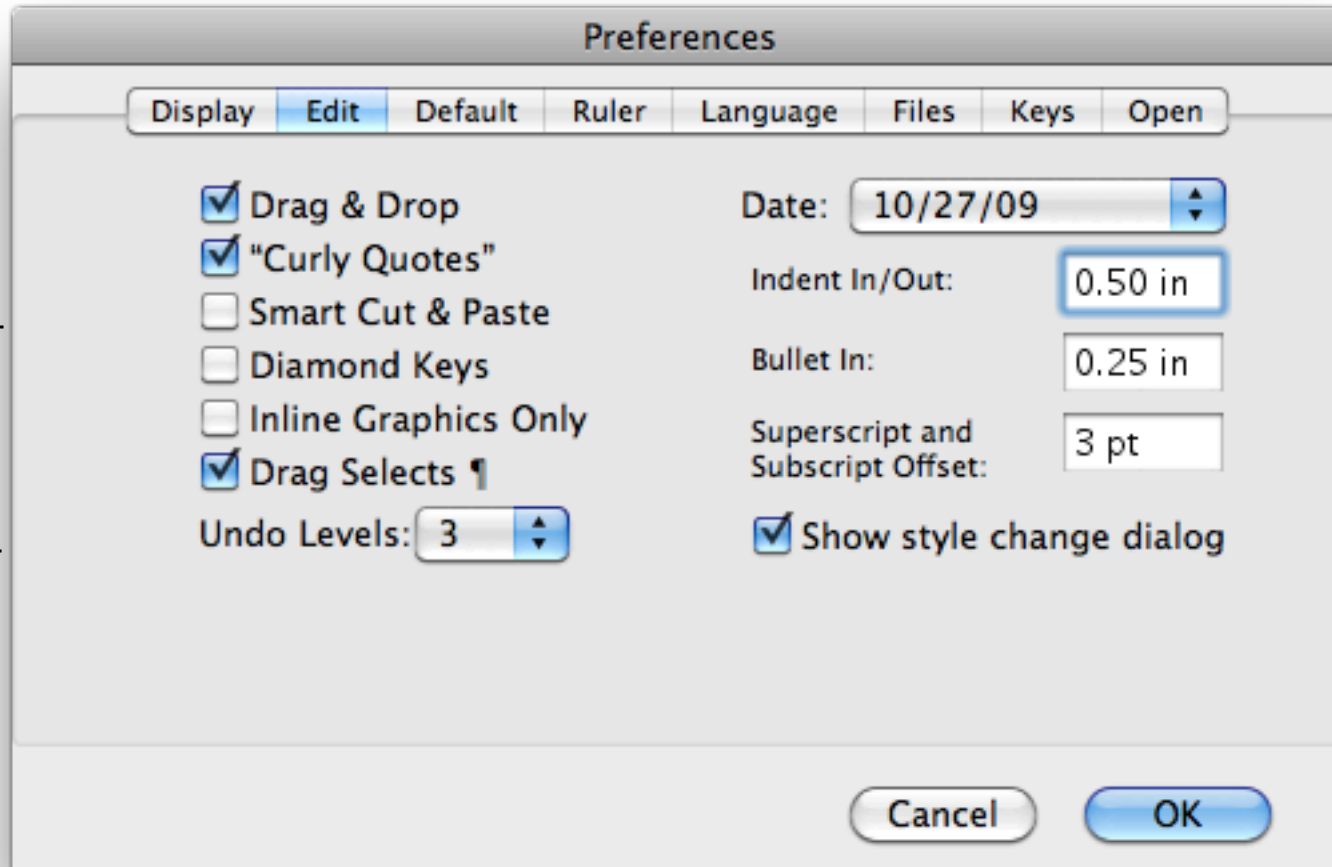 Preferences
Display Edit Default Ruler Language Files Keys Open
Drag & Drop
“Curly Quotes”
Smart Cut & Paste
Diamond Keys
Inline Graphics Only
Drag Selects ¶
Undo Levels: 3
Date: 10/27/09
Indent In/Out: 0.50 in
Bullet In: 0.25 in
Superscript and
Subscript Offset: 3 pt
Show style change dialog
Cancel OK